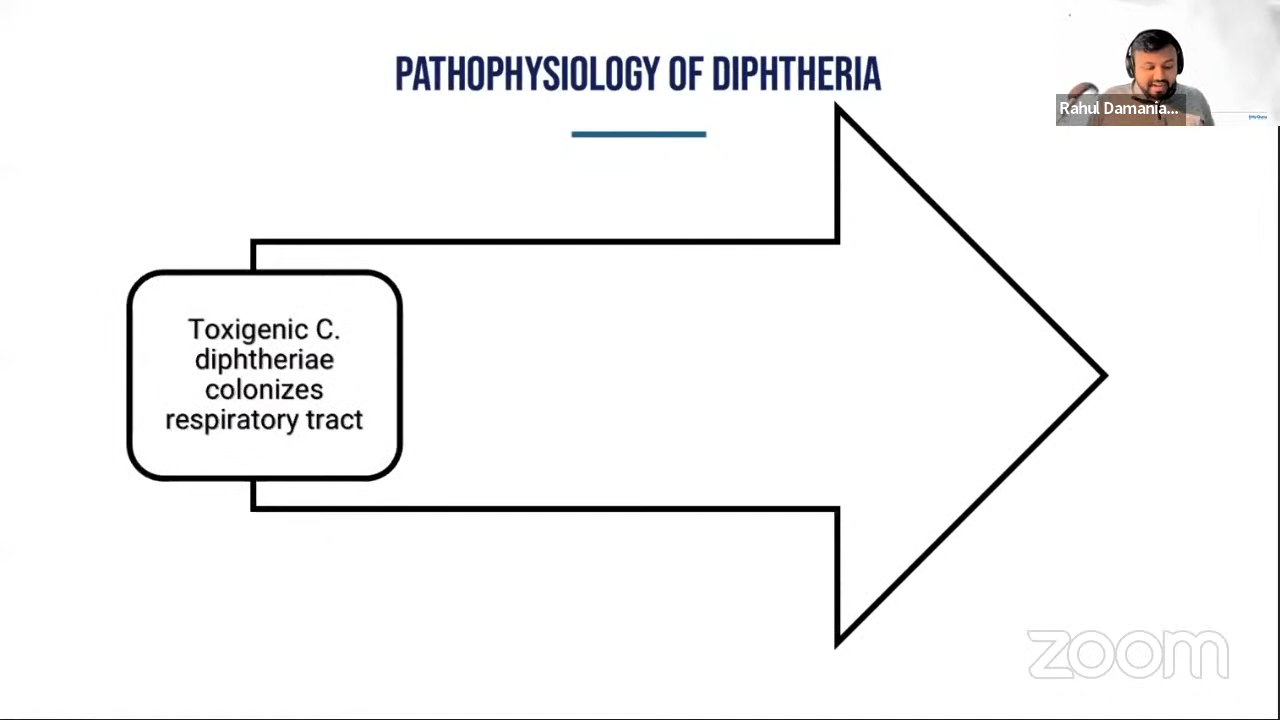 PATHOPHYSIOLOGY OF DIPHTHERIA
Rahul Damania...
Toxigenic C.
diphtheriae
colonizes
respiratory tract
zoom